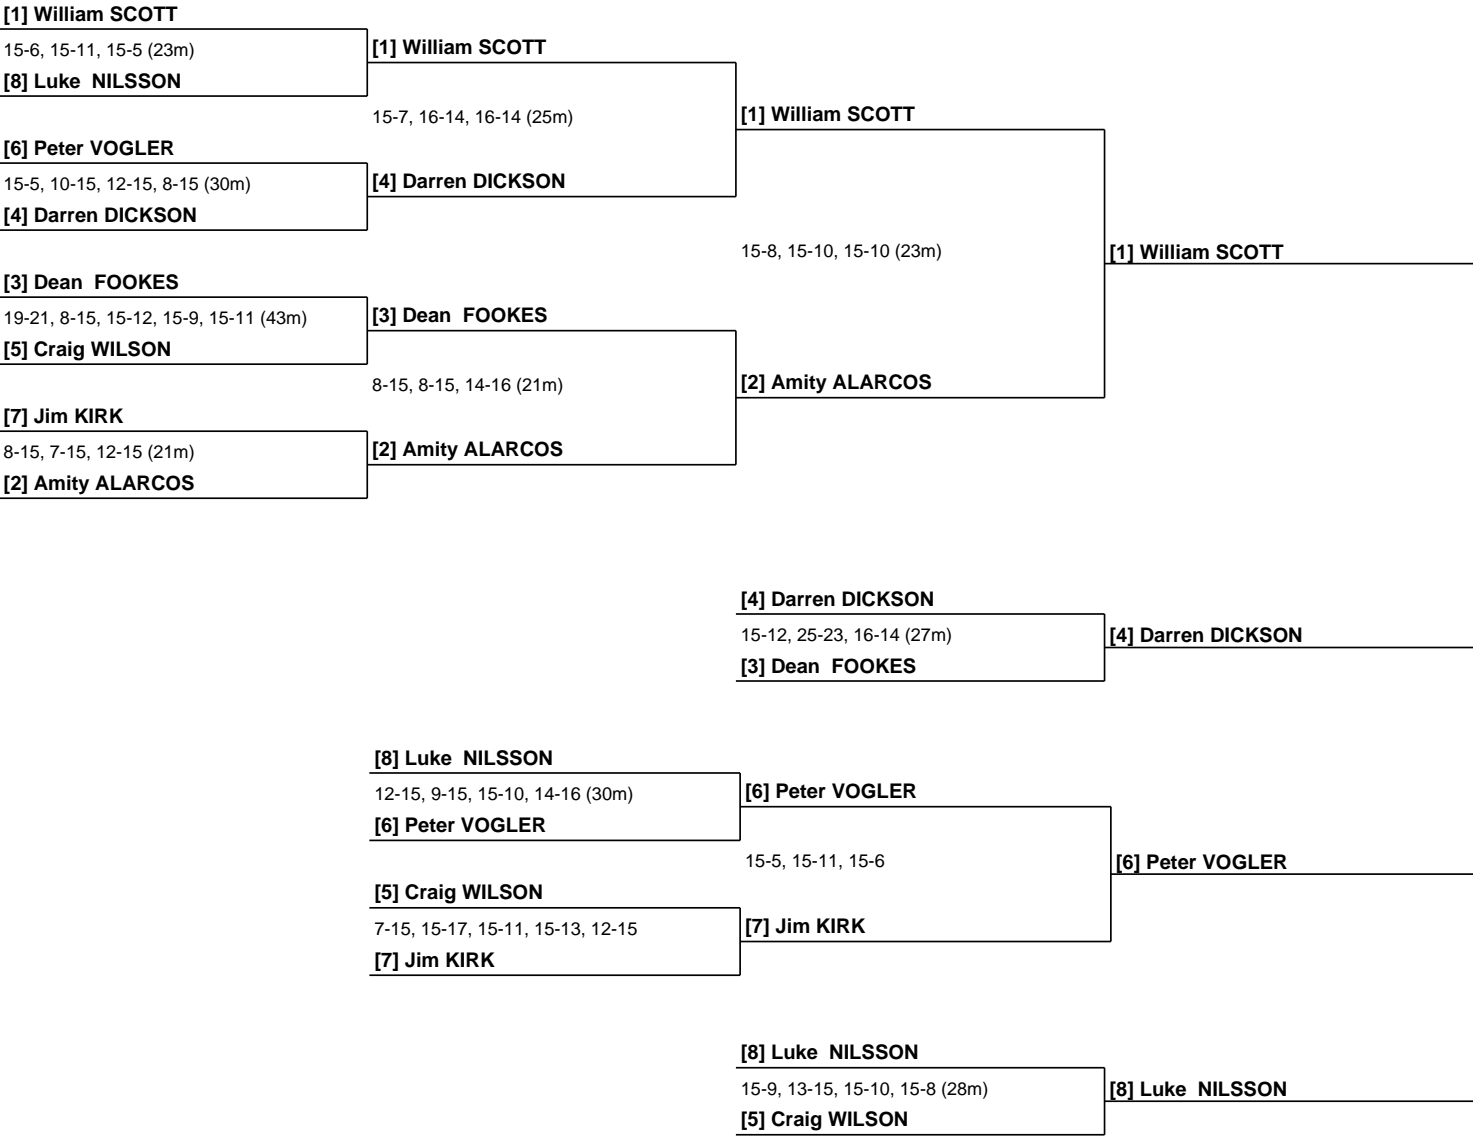 [1] William SCOTT
15-6, 15-11, 15-5 (23m)
[8] Luke  NILSSON
[1] William SCOTT
15-7, 16-14, 16-14 (25m)
[6] Peter VOGLER
15-5, 10-15, 12-15, 8-15 (30m)
[4] Darren DICKSON
[4] Darren DICKSON
[1] William SCOTT
15-8, 15-10, 15-10 (23m)
[1] William SCOTT
[3] Dean  FOOKES
19-21, 8-15, 15-12, 15-9, 15-11 (43m)
[5] Craig WILSON
[3] Dean  FOOKES
8-15, 8-15, 14-16 (21m)
[2] Amity ALARCOS
[7] Jim KIRK
8-15, 7-15, 12-15 (21m)
[2] Amity ALARCOS
[2] Amity ALARCOS
[4] Darren DICKSON
15-12, 25-23, 16-14 (27m)
[3] Dean  FOOKES
[4] Darren DICKSON
[8] Luke  NILSSON
12-15, 9-15, 15-10, 14-16 (30m)
[6] Peter VOGLER
[6] Peter VOGLER
15-5, 15-11, 15-6
[6] Peter VOGLER
[5] Craig WILSON
7-15, 15-17, 15-11, 15-13, 12-15
[7] Jim KIRK
[7] Jim KIRK
[8] Luke  NILSSON
15-9, 13-15, 15-10, 15-8 (28m)
[5] Craig WILSON
[8] Luke  NILSSON